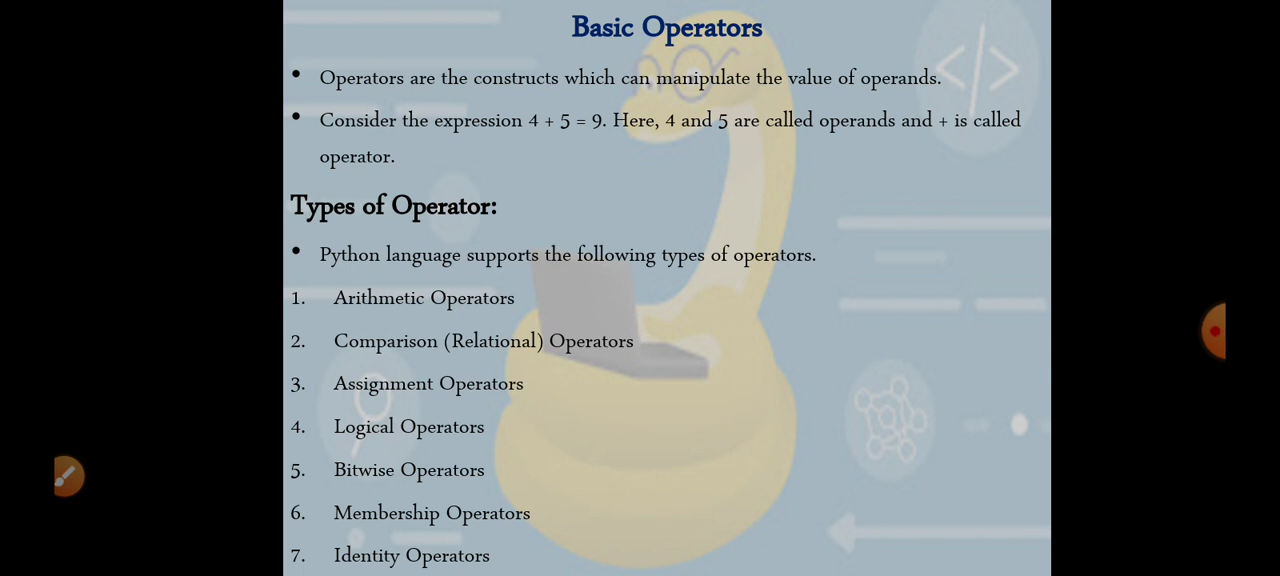 Basic Operators
• Operators are the constructs which can manipulate the value of operands.
• Consider the expression 4 + 5 = 9. Here, 4 and 5 are called operands and + is called
operator.
Types of Operator:
• Python language supports the following types of operators.
1. Arithmetic Operators
2. Comparison (Relational) Operators
3. Assignment Operators
4. Logical Operators
5. Bitwise Operators
6. Membership Operators
7. Identity Operators